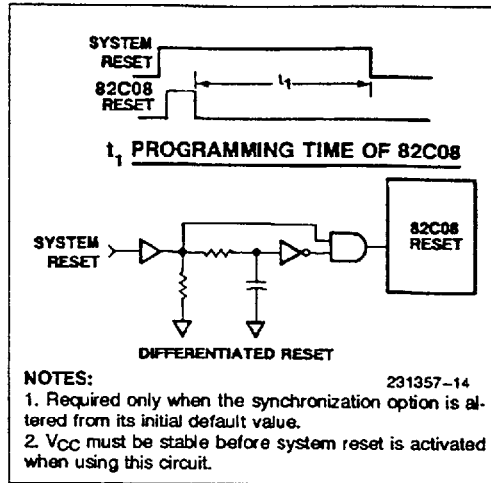 SYSTEM
RESET
t1
82C08
RESET
t1 PROGRAMMING TIME OF 82C08
SYSTEM
RESET
82C08
RESET
DIFFERENTIATED RESET
NOTES: 231357-14
1. Required only when the synchronization option is al-
tered from its initial default value.
2. VCC must be stable before system reset is activated
when using this circuit.